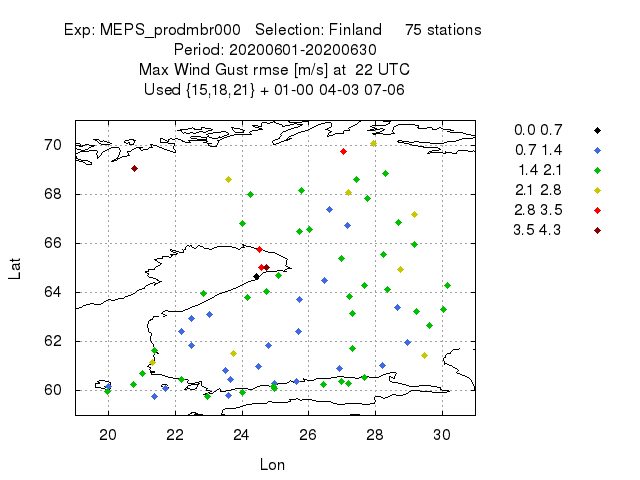 Exp: MEPS_prodmbr000 Selection: Finland 75 stations
Period: 20200601-20200630
Max Wind Gust rmse [m/s] at 22 UTC
Used {15,18,21} + 01-00 04-03 07-06
0.0 0.7
0.7 1.4
1.4 2.1
2.1 2.8
2.8 3.5
3.5 4.3
70
68
66
64
62
60
Lat
20 22 24 26 28 30
Lon